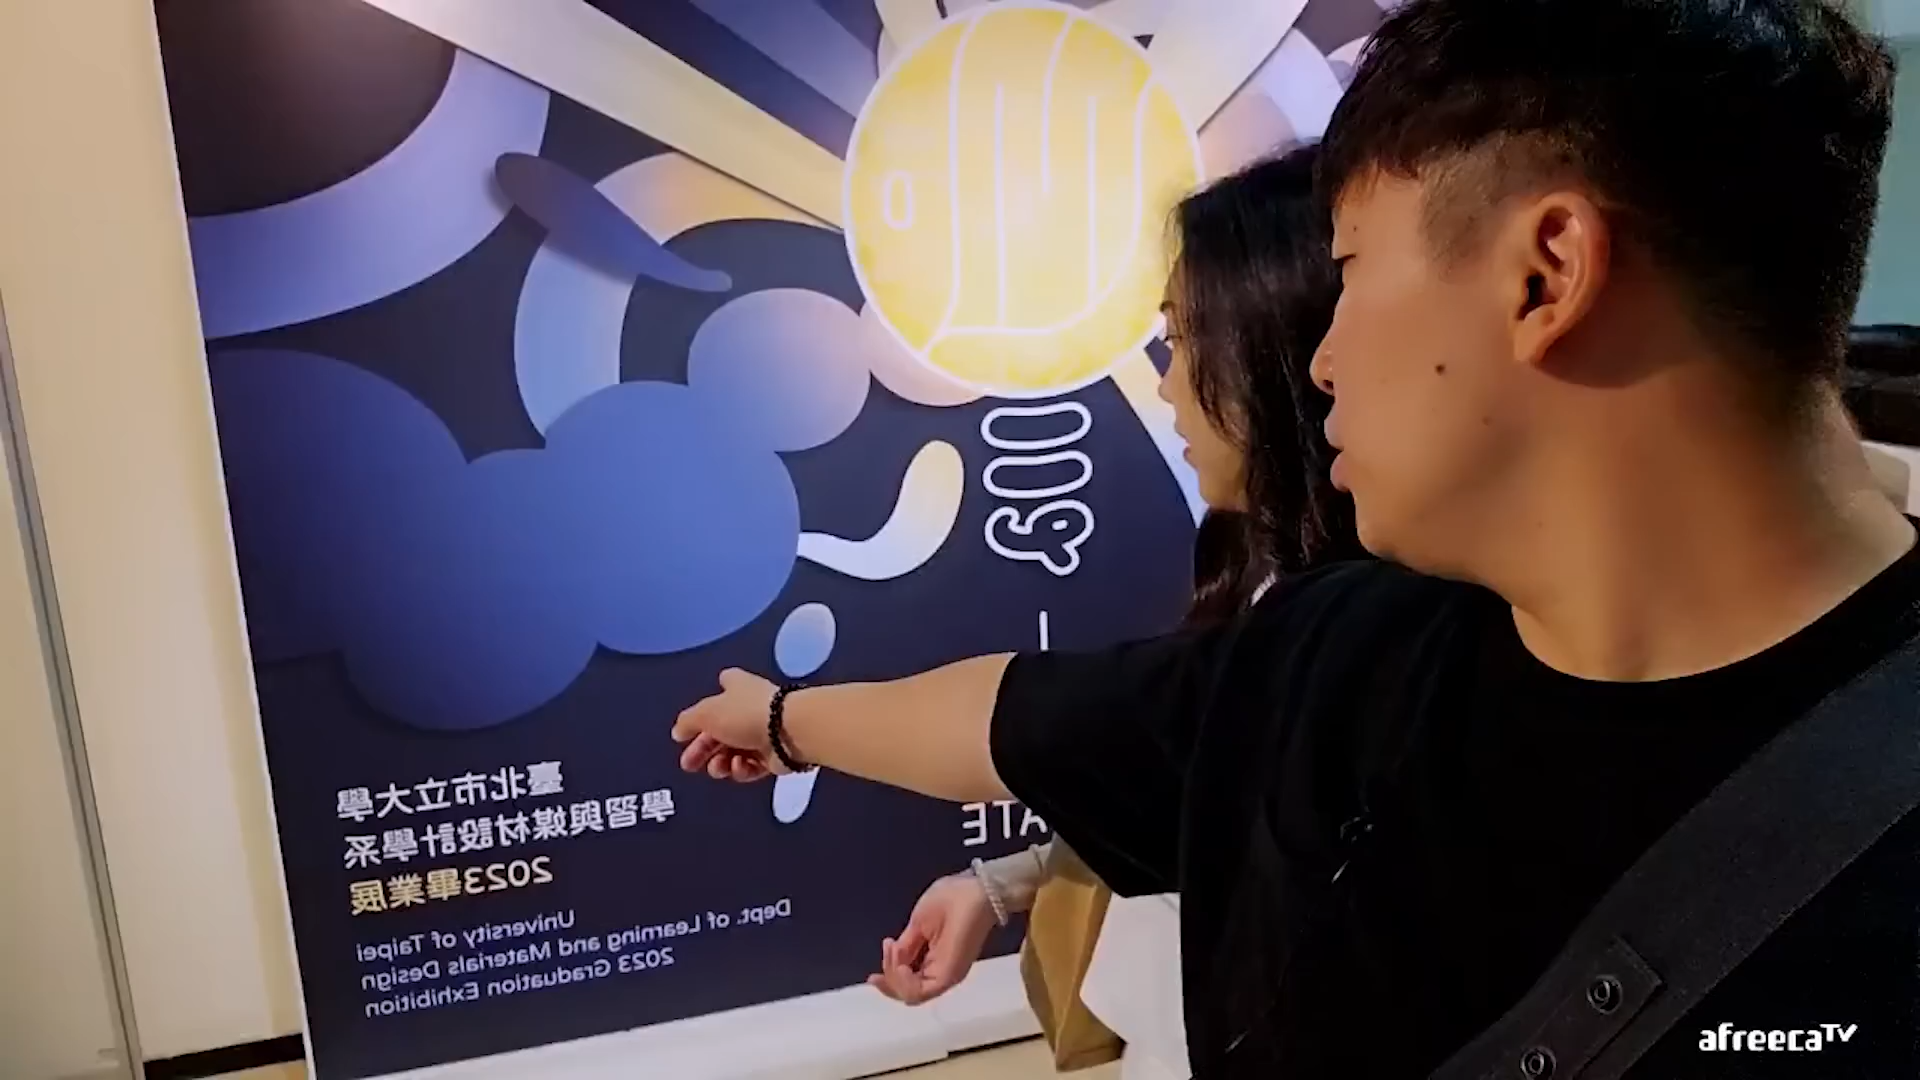 臺北市立大學
學習與媒材設計學系
2023畢業展
University of Taipei
Dept. of Learning and Materials Design
2023 Graduation Exhibition
afreecaTV